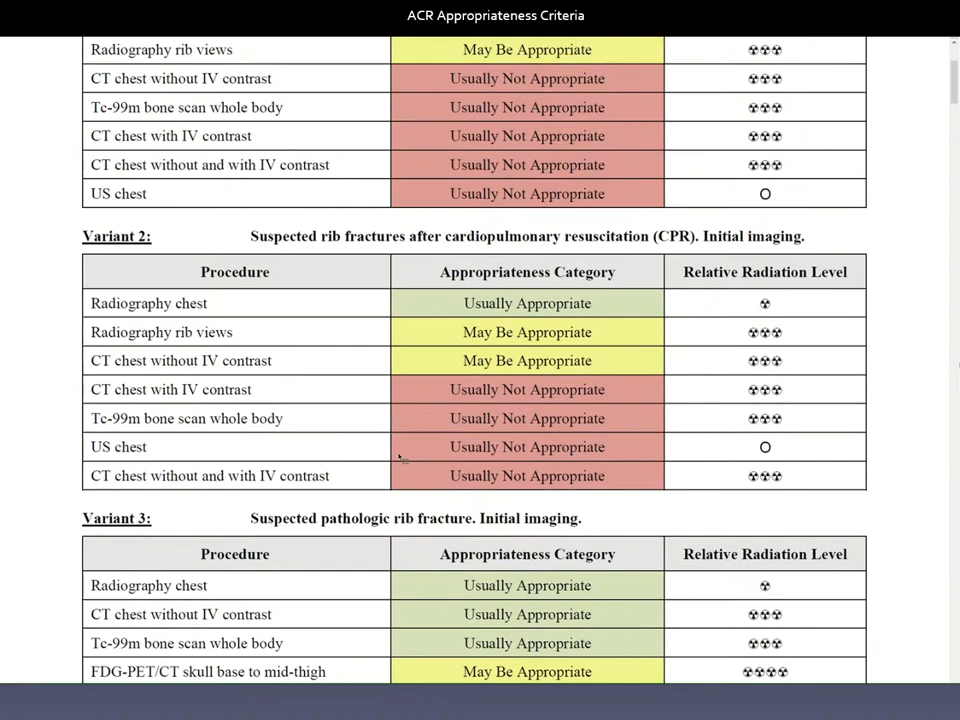 ACR Appropriateness Criteria
Radiography rib views May Be Appropriate ☢☢☢
CT chest without IV contrast Usually Not Appropriate ☢☢☢
Tc-99m bone scan whole body Usually Not Appropriate ☢☢☢
CT chest with IV contrast Usually Not Appropriate ☢☢☢
CT chest without and with IV contrast Usually Not Appropriate ☢☢☢
US chest Usually Not Appropriate O
Variant 2: Suspected rib fractures after cardiopulmonary resuscitation (CPR). Initial imaging.
Procedure Appropriateness Category Relative Radiation Level
Radiography chest Usually Appropriate ☢
Radiography rib views May Be Appropriate ☢☢☢
CT chest without IV contrast May Be Appropriate ☢☢☢
CT chest with IV contrast Usually Not Appropriate ☢☢☢
Tc-99m bone scan whole body Usually Not Appropriate ☢☢☢
US chest Usually Not Appropriate O
CT chest without and with IV contrast Usually Not Appropriate ☢☢☢
Variant 3: Suspected pathologic rib fracture. Initial imaging.
Procedure Appropriateness Category Relative Radiation Level
Radiography chest Usually Appropriate ☢
CT chest without IV contrast Usually Appropriate ☢☢☢
Tc-99m bone scan whole body Usually Appropriate ☢☢☢
FDG-PET/CT skull base to mid-thigh May Be Appropriate ☢☢☢☢